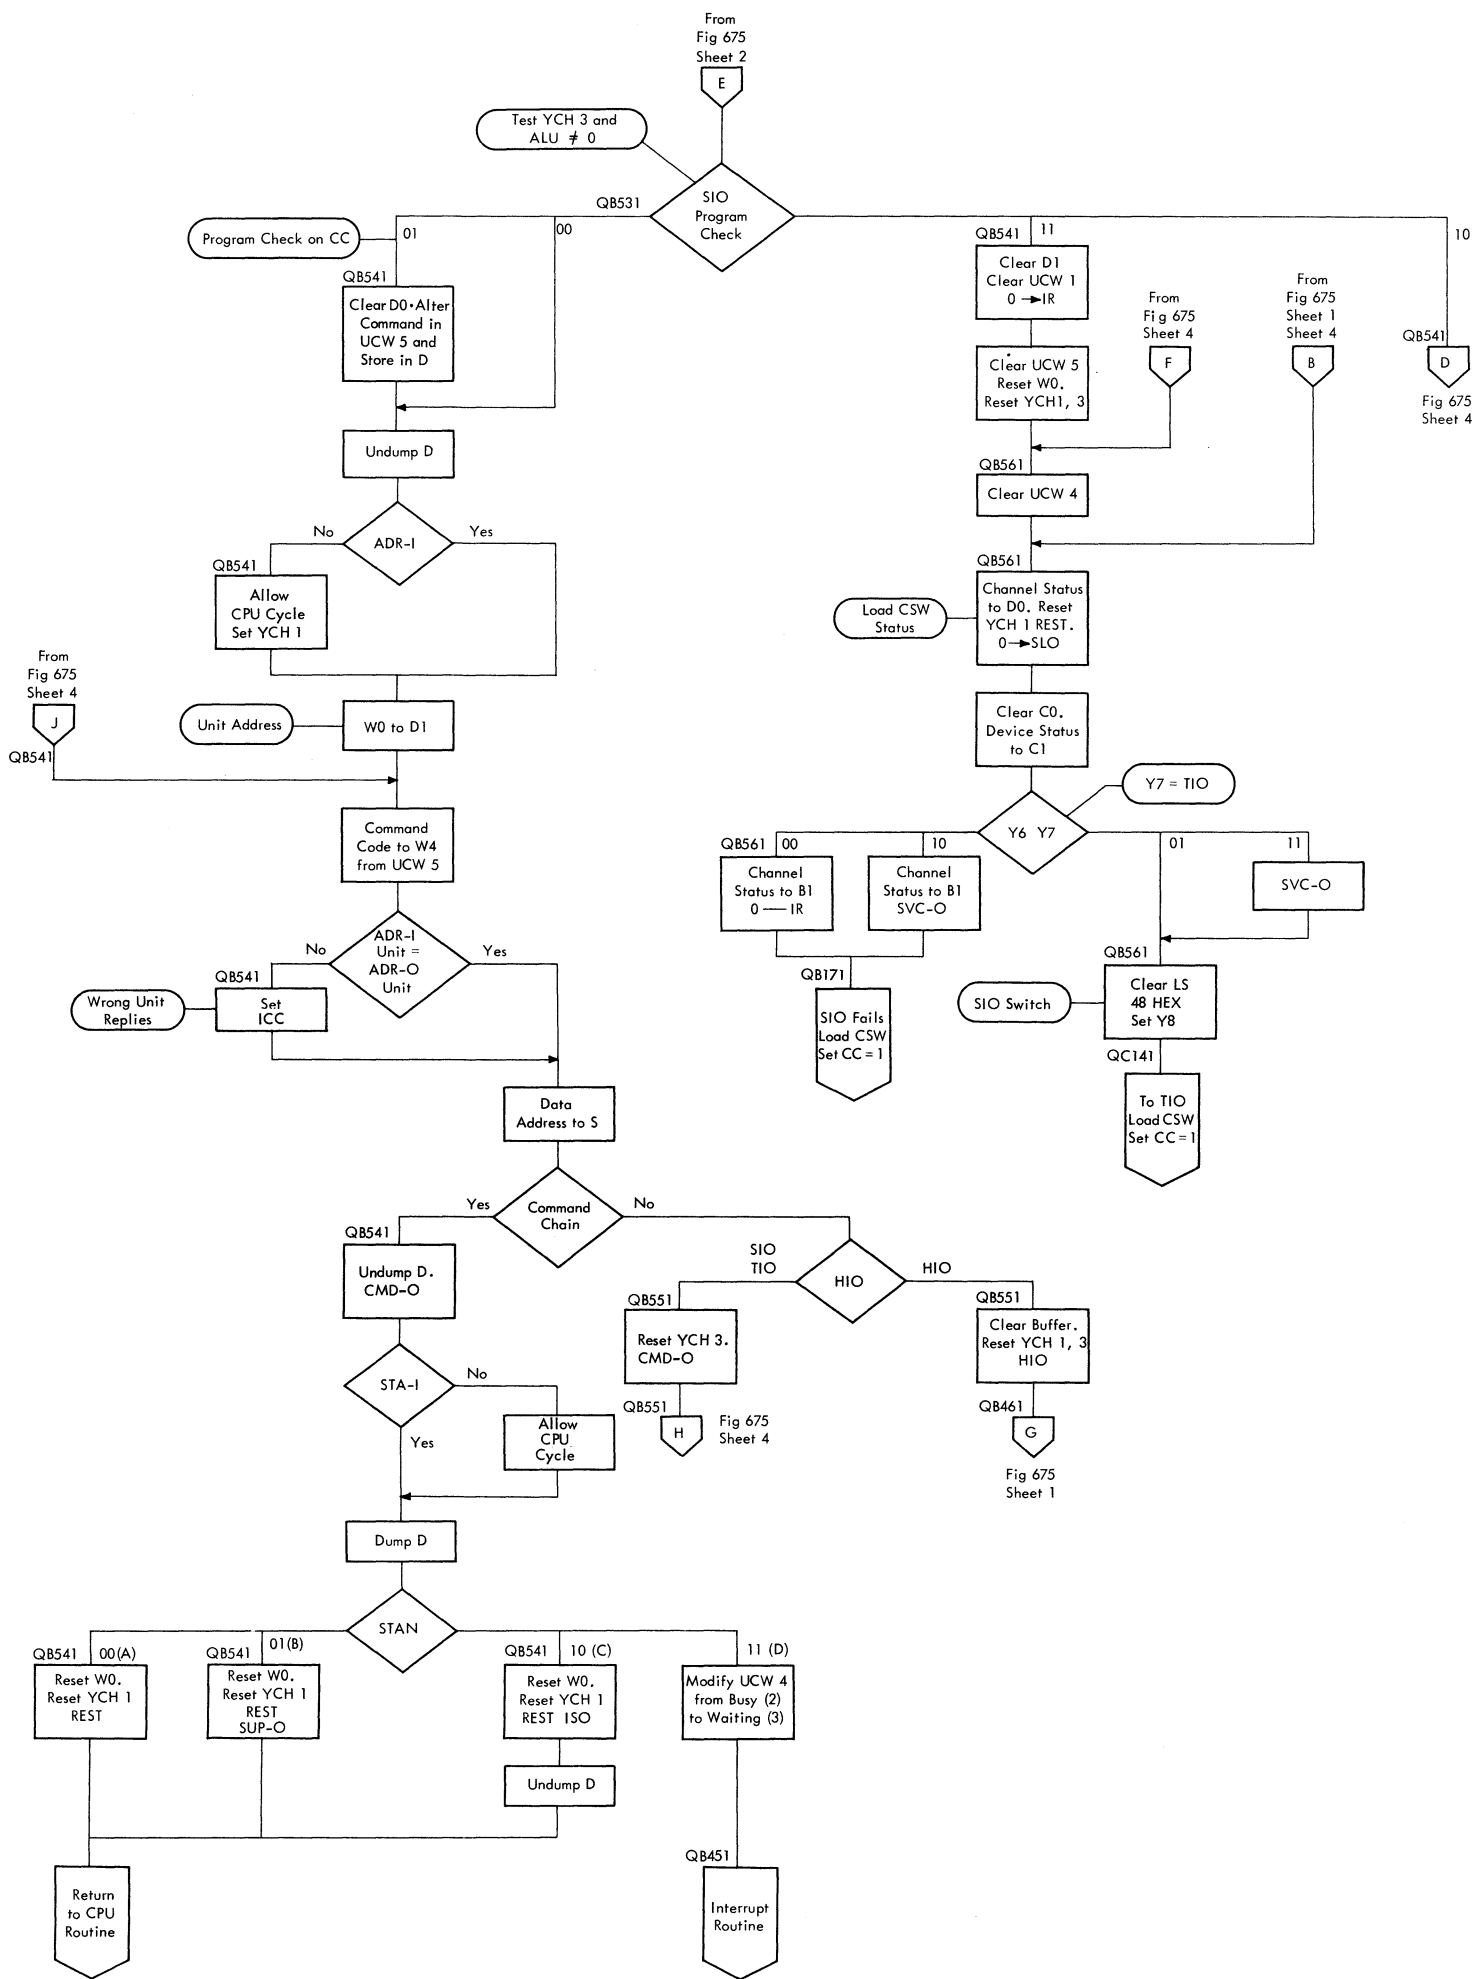 From
Fig 675
Sheet 2
E
Test YCH 3 and
ALU ≠ 0
SIO
Program
Check
QB531
Program Check on CC
01
00
QB541
Clear D0•Alter
Command in
UCW 5 and
Store in D
Undump D
ADR-I
No
Yes
QB541
Allow
CPU Cycle
Set YCH 1
From
Fig 675
Sheet 4
J
QB541
Unit Address
W0 to D1
Command
Code to W4
from UCW 5
ADR-I
Unit =
ADR-O
Unit
No
Yes
QB541
Wrong Unit
Replies
Set
ICC
Data
Address to S
Command
Chain
Yes
No
QB541
Undump D.
CMD-O
STA-I
No
Yes
Allow
CPU
Cycle
Dump D
STAN
QB541
00(A)
Reset W0.
Reset YCH 1
REST
QB541
01(B)
Reset W0.
Reset YCH 1
REST
SUP-O
QB541
10 (C)
Reset W0.
Reset YCH 1
REST ISO
Undump D
11 (D)
Modify UCW 4
from Busy (2)
to Waiting (3)
Return
to CPU
Routine
QB451
Interrupt
Routine
SIO
TIO
HIO
HIO
QB551
Reset YCH 3.
CMD-O
QB551
H
Fig 675
Sheet 4
QB551
Clear Buffer.
Reset YCH 1, 3
HIO
QB461
G
Fig 675
Sheet 1
QB541
11
Clear D1
Clear UCW 1
0 → IR
Clear UCW 5
Reset W0.
Reset YCH1, 3
From
Fig 675
Sheet 4
F
From
Fig 675
Sheet 1
Sheet 4
B
10
QB541
D
Fig 675
Sheet 4
QB561
Clear UCW 4
QB561
Load CSW
Status
Channel Status
to D0. Reset
YCH 1 REST.
0→SLO
Clear C0.
Device Status
to C1
Y7 = TIO
Y6 Y7
QB561
00
Channel
Status to B1
0 — IR
10
Channel
Status to B1
SVC-O
01
11
SVC-O
QB171
SIO Fails
Load CSW
Set CC = 1
QB561
SIO Switch
Clear LS
48 HEX
Set Y8
QC141
To TIO
Load CSW
Set CC = 1